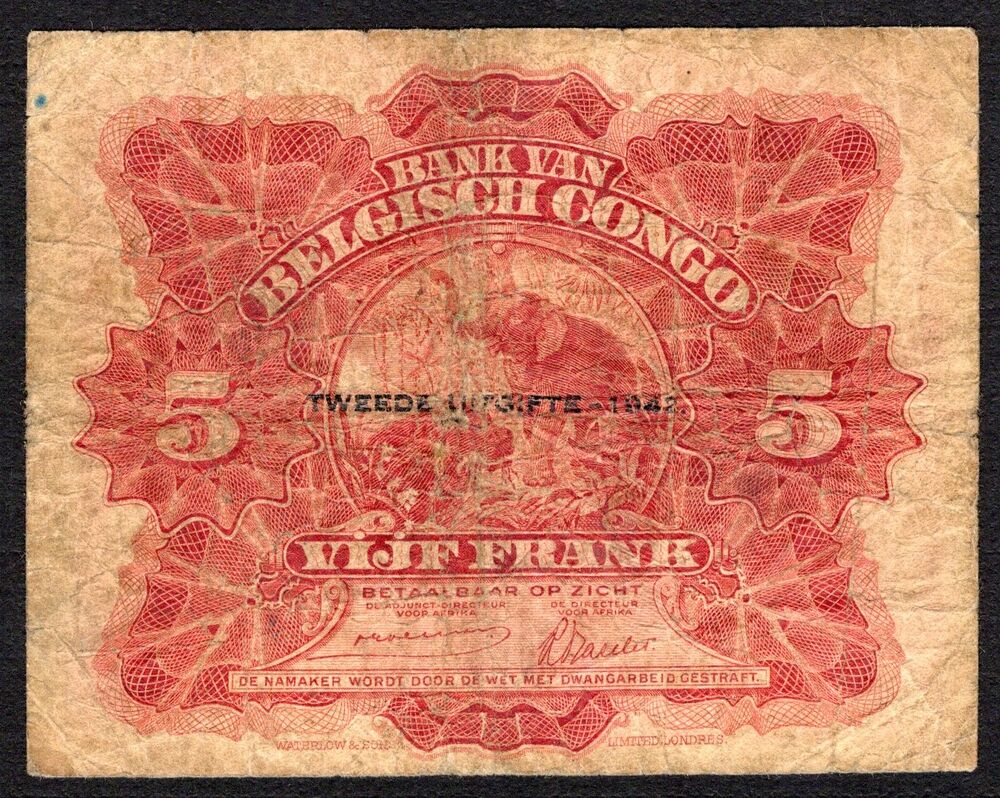 BANK VAN
BELGISCH CONGO
5 5
TWEEDE UITGIFTE - 1942.
VIJF FRANK
BETAALBAAR OP ZICHT
DE ADJUNCT-DIRECTEUR DE DIRECTEUR
VOOR AFRIKA VOOR AFRIKA
DE NAMAKER WORDT DOOR DE WET MET DWANGARBEID GESTRAFT.
WATERLOW & SONS LIMITED, LONDRES.